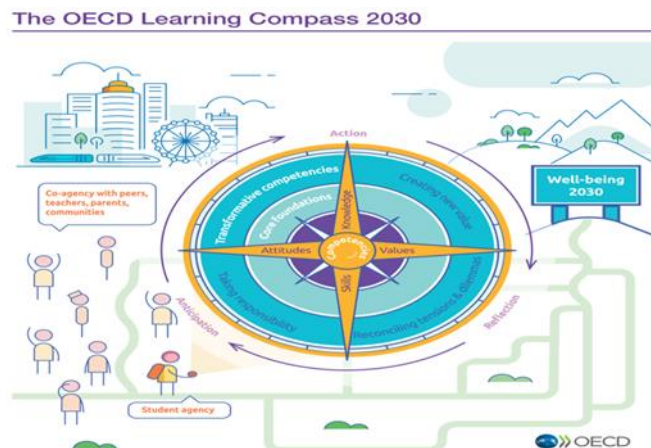 The OECD Learning Compass 2030
Action
Co-agency with peers,
teachers, parents,
communities
Transformative competencies
Core foundations
Creating new value
Well-being
2030
Knowledge
Attitudes
Competencies
Values
Skills
Taking responsibility
Reconciling tensions & dilemmas
Anticipation
Reflection
Student agency
OECD